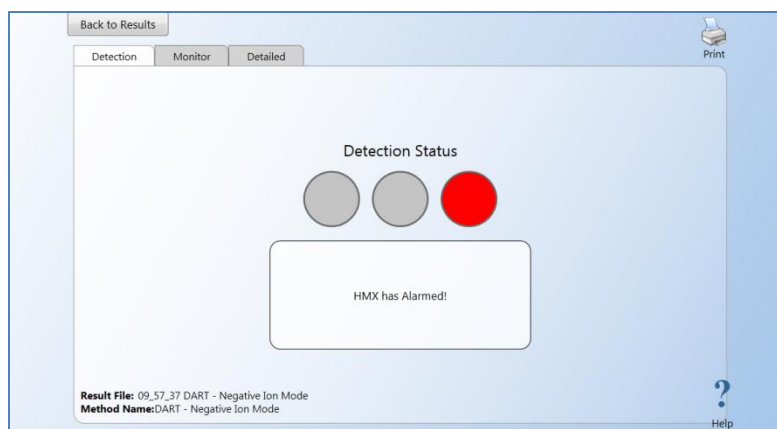 Back to Results
Print
Detection Monitor Detailed
Detection Status
HMX has Alarmed!
Result File: 09_57_37 DART - Negative Ion Mode
Method Name:DART - Negative Ion Mode
?
Help